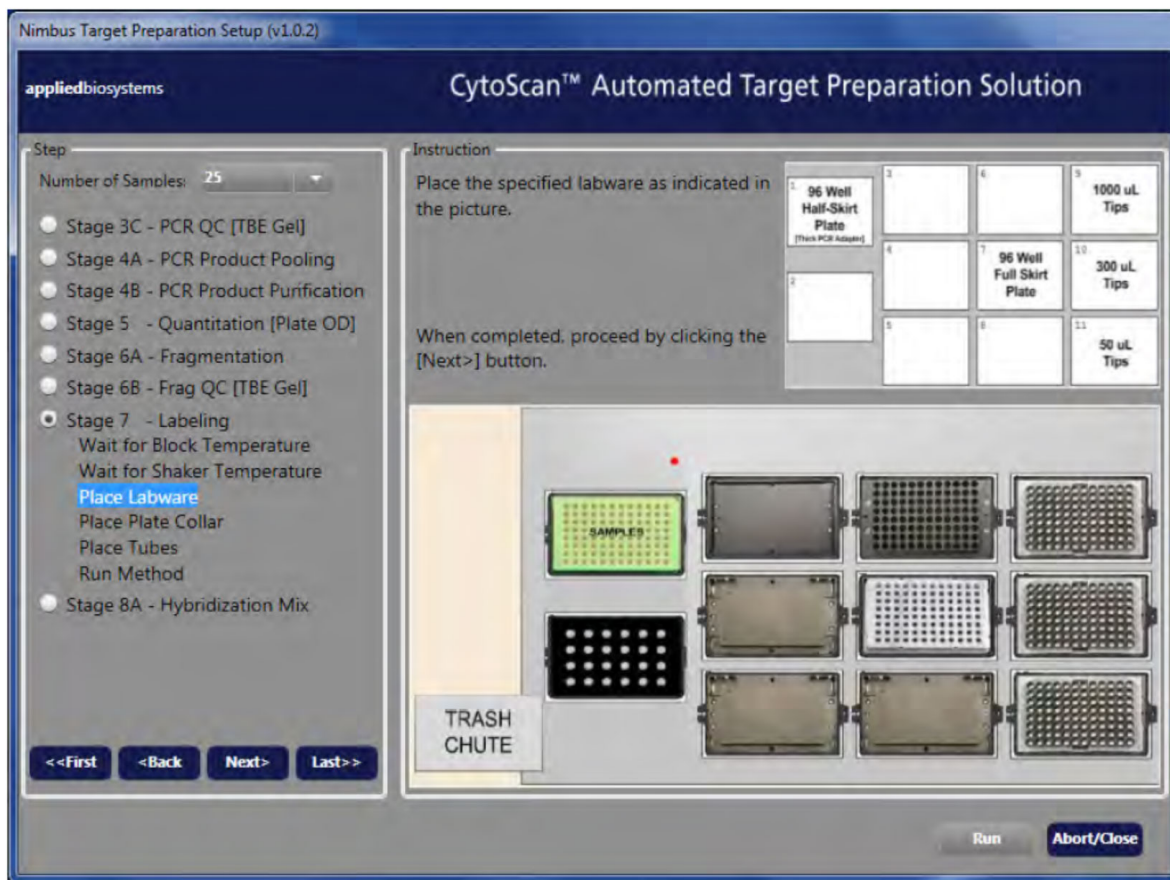 Nimbus Target Preparation Setup (v1.0.2)
appliedbiosystems
CytoScan™ Automated Target Preparation Solution
Step
Number of Samples: 25
Stage 3C - PCR QC [TBE Gel]
Stage 4A - PCR Product Pooling
Stage 4B - PCR Product Purification
Stage 5 - Quantitation [Plate OD]
Stage 6A - Fragmentation
Stage 6B - Frag QC [TBE Gel]
Stage 7 - Labeling
Wait for Block Temperature
Wait for Shaker Temperature
Place Labware
Place Plate Collar
Place Tubes
Run Method
Stage 8A - Hybridization Mix
<<First
<Back
Next>
Last>>
Instruction
Place the specified labware as indicated in
the picture.
When completed, proceed by clicking the
[Next>] button.
1
96 Well
Half-Skirt
Plate
[Thick PCR Adapter]
2
3
4
5
6
7
96 Well
Full Skirt
Plate
8
9
1000 uL
Tips
10
300 uL
Tips
11
50 uL
Tips
SAMPLES
TRASH
CHUTE
Run
Abort/Close